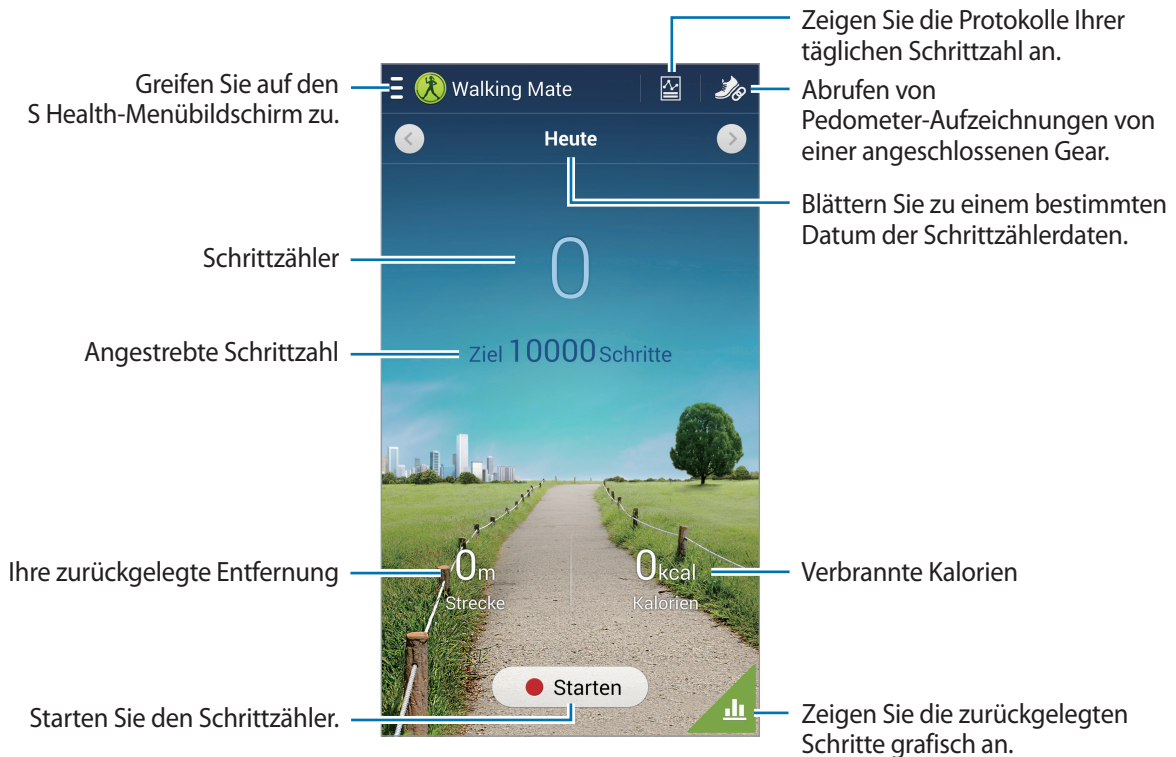 Zeigen Sie die Protokolle Ihrer
täglichen Schrittzahl an.
Greifen Sie auf den
S Health-Menübildschirm zu.
Walking Mate
Abrufen von
Pedometer-Aufzeichnungen von
einer angeschlossenen Gear.
Heute
Blättern Sie zu einem bestimmten
Datum der Schrittzählerdaten.
Schrittzähler
0
Angestrebte Schrittzahl
Ziel 10000 Schritte
Ihre zurückgelegte Entfernung
0m
Strecke
0kcal
Kalorien
Verbrannte Kalorien
Starten
Starten Sie den Schrittzähler.
Zeigen Sie die zurückgelegten
Schritte grafisch an.